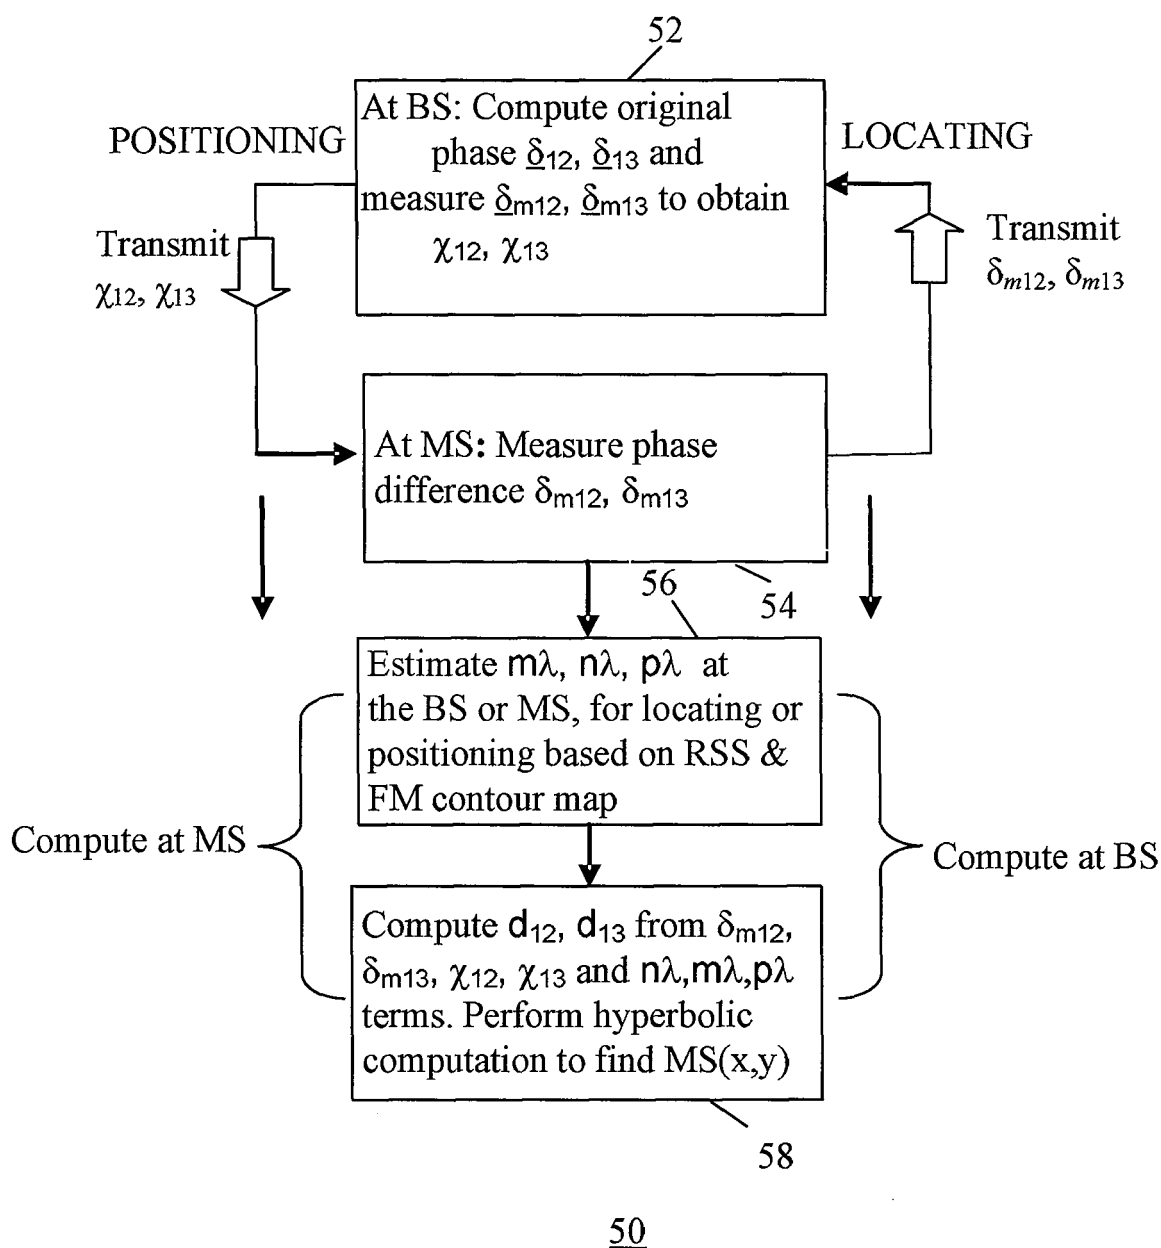 52
At BS: Compute original
phase δ12, δ13 and
measure δm12, δm13 to obtain
χ12, χ13
POSITIONING
LOCATING
Transmit
χ12, χ13
Transmit
δm12, δm13
At MS: Measure phase
difference δm12, δm13
54
56
Estimate mλ, nλ, pλ at
the BS or MS, for locating or
positioning based on RSS &
FM contour map
Compute at MS
Compute at BS
Compute d12, d13 from δm12,
δm13, χ12, χ13 and nλ,mλ,pλ
terms. Perform hyperbolic
computation to find MS(x,y)
58
50